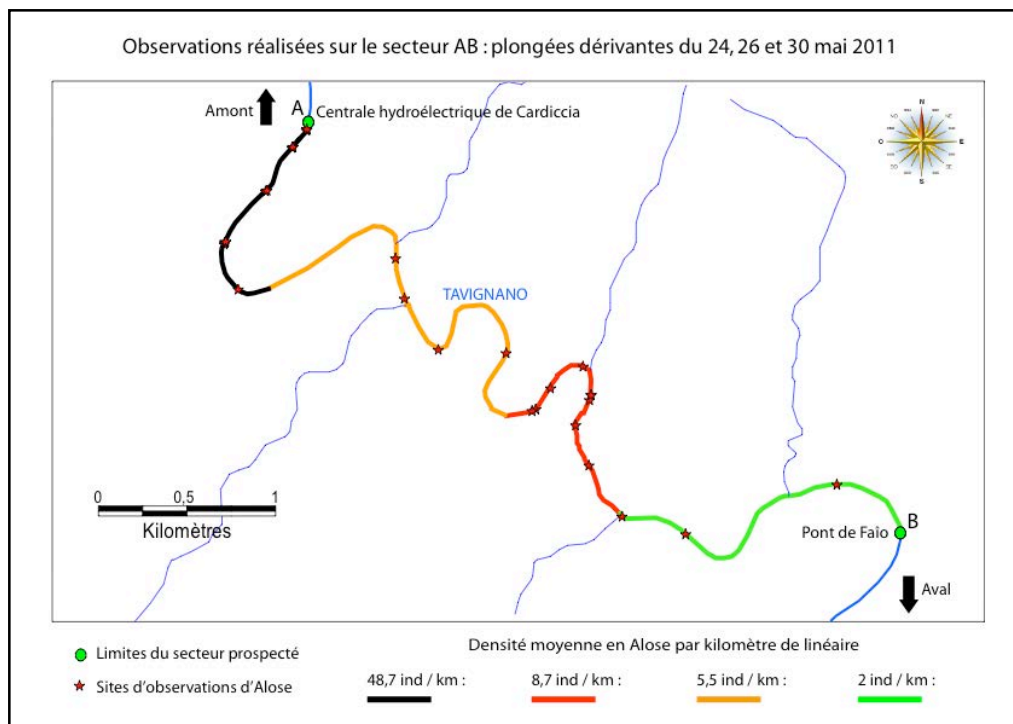 Observations réalisées sur le secteur AB : plongées dérivantes du 24, 26 et 30 mai 2011
Amont
A
Centrale hydroélectrique de Cardiccia
N
O
E
S
TAVIGNANO
0 0,5 1
Kilomètres
Pont de Faio
B
Aval
Limites du secteur prospecté
Sites d'observations d'Alose
Densité moyenne en Alose par kilomètre de linéaire
48,7 ind / km :
8,7 ind / km :
5,5 ind / km :
2 ind / km :